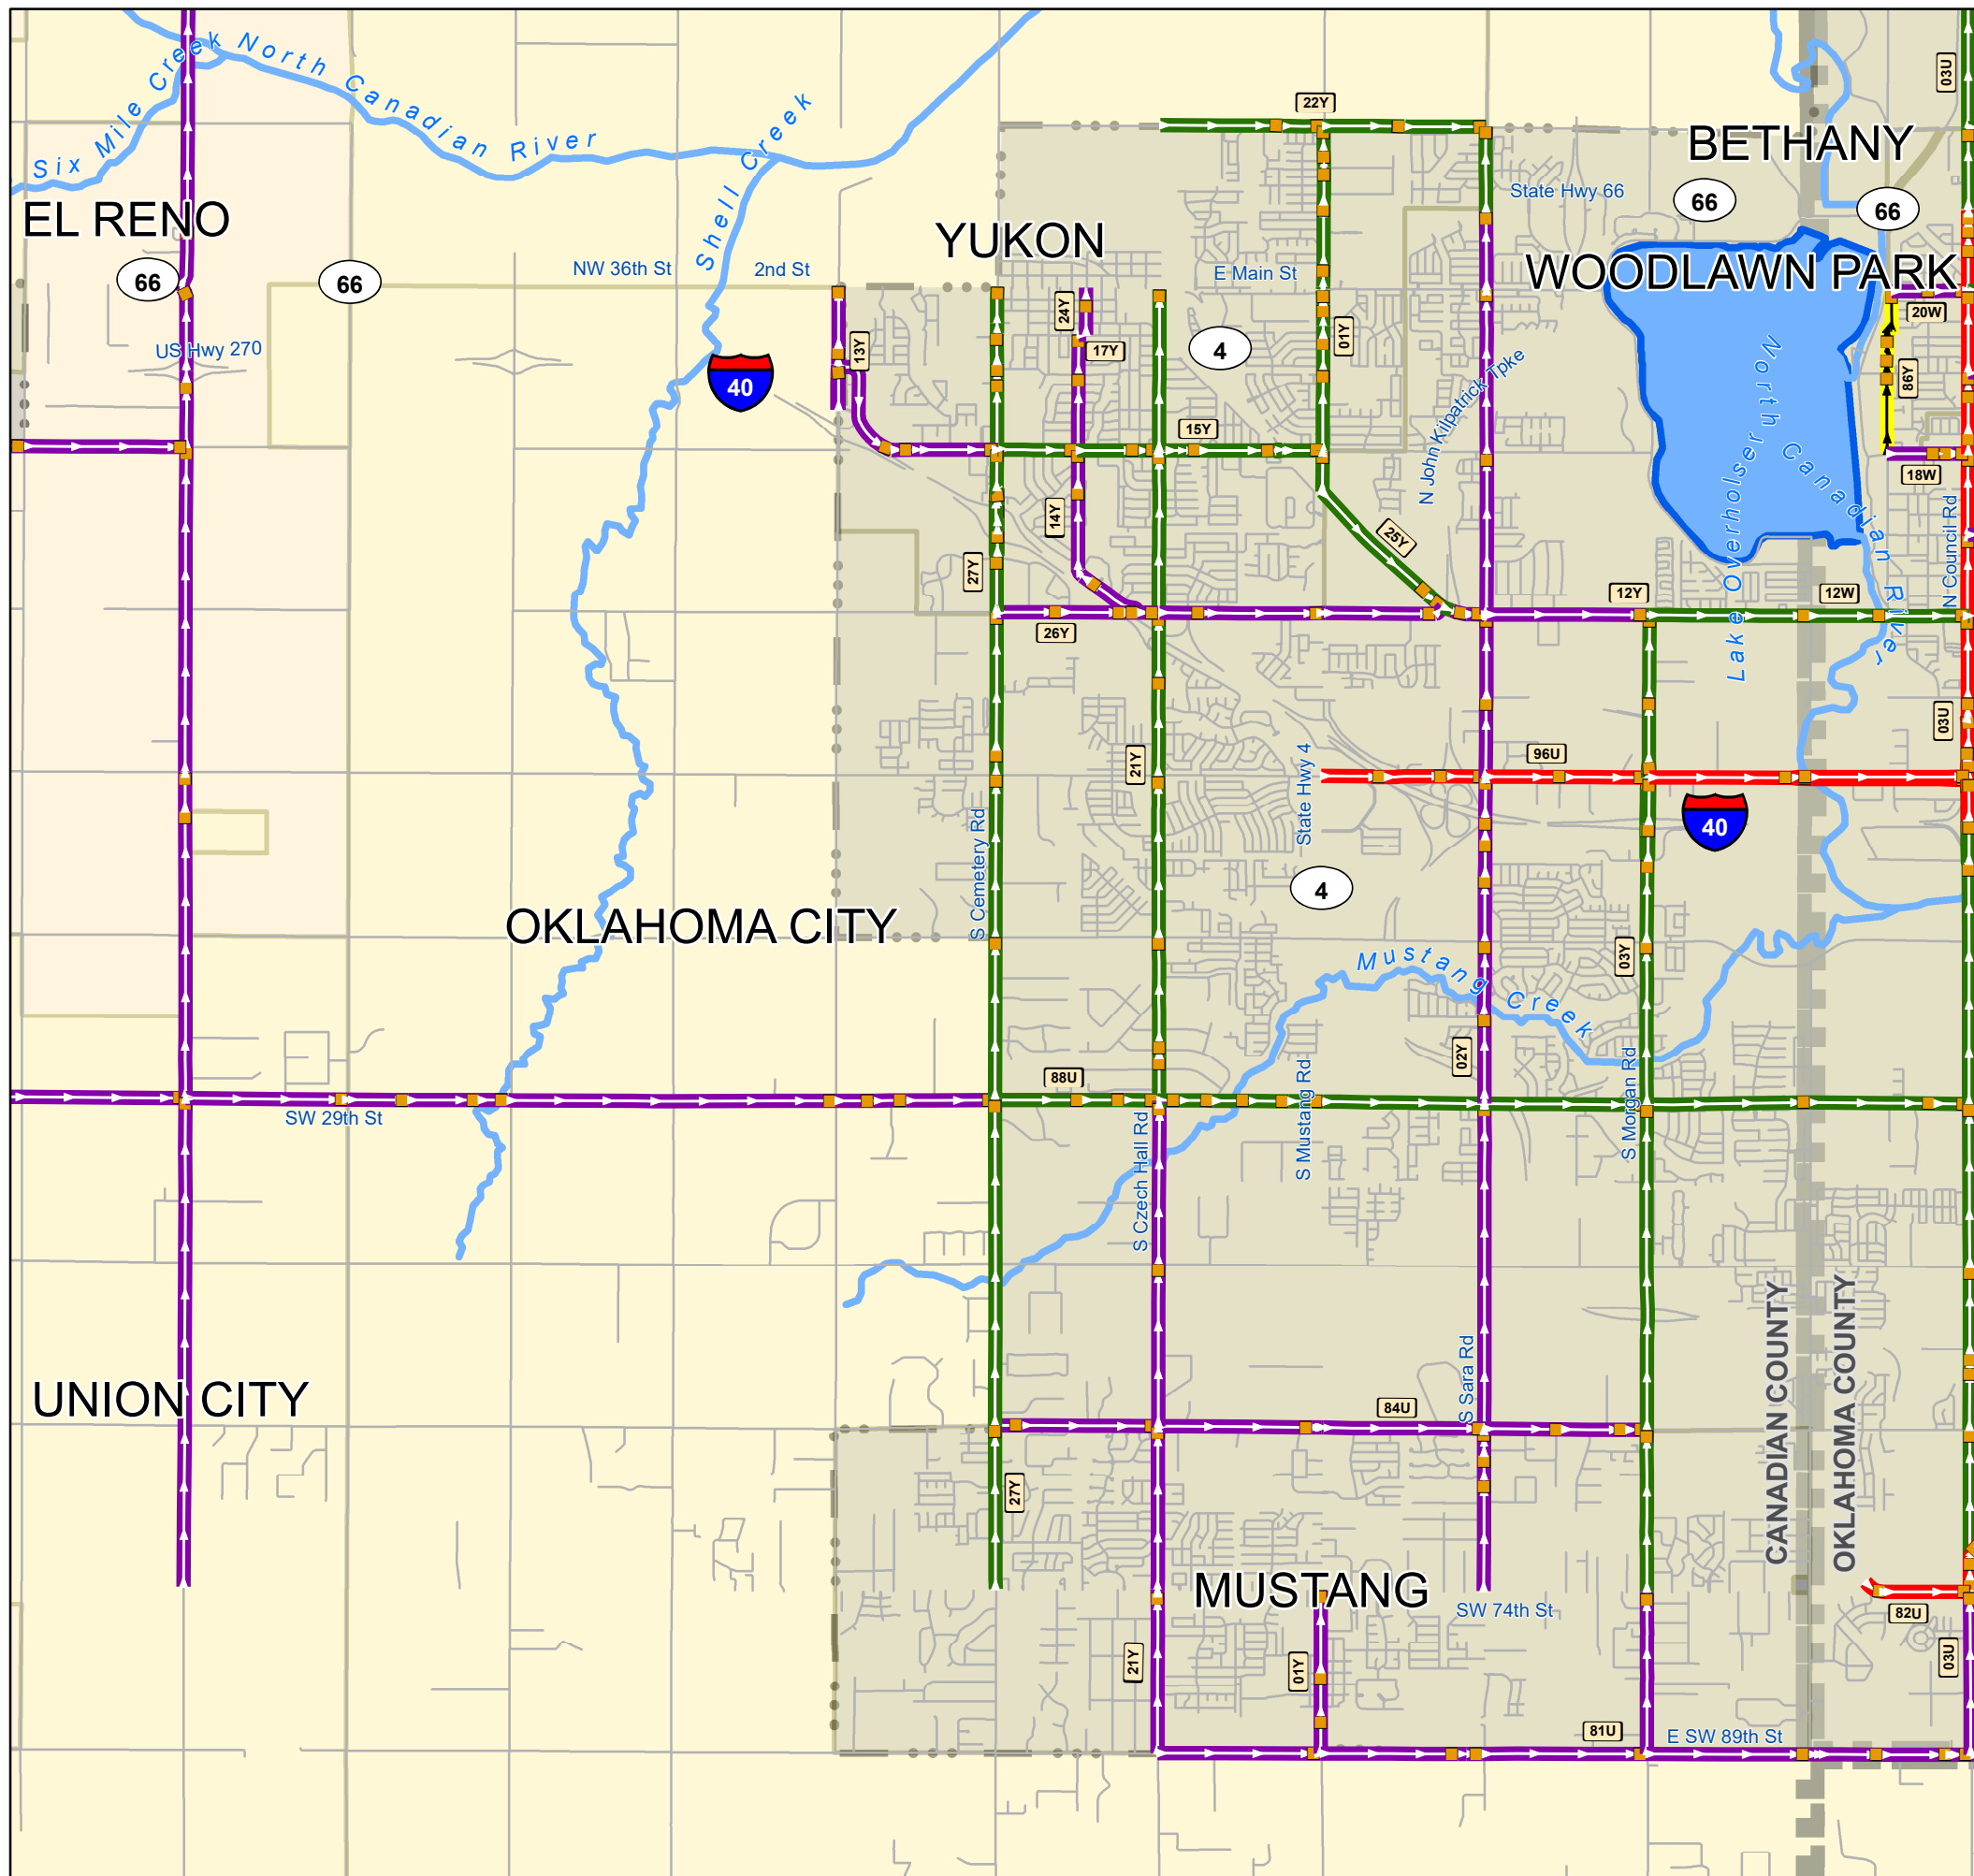 Six Mile Creek
North Canadian River
Shell Creek
03U
22Y
BETHANY
State Hwy 66
66
66
EL RENO
YUKON
NW 36th St
2nd St
E Main St
WOODLAWN PARK
66
66
24Y
20W
US Hwy 270
13Y
17Y
4
01Y
N John Kilpatrick Tpke
40
86Y
15Y
18W
14Y
25Y
Lake Overholser
North Canadian River
N Council Rd
27Y
12Y
12W
26Y
21Y
State Hwy 4
96U
03U
40
S Cemetery Rd
4
OKLAHOMA CITY
Mustang Creek
03Y
02Y
88U
SW 29th St
S Czech Hall Rd
S Mustang Rd
S Morgan Rd
CANADIAN COUNTY
OKLAHOMA COUNTY
S Sara Rd
UNION CITY
84U
27Y
MUSTANG
SW 74th St
82U
21Y
01Y
03U
81U
E SW 89th St